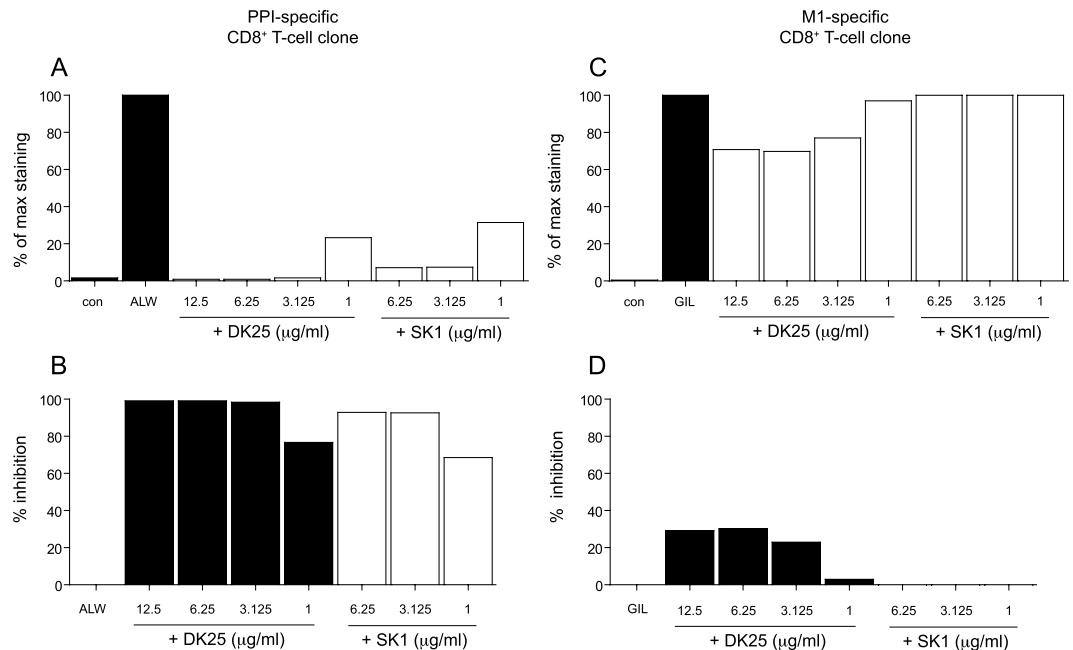 PPI-specific
CD8+ T-cell clone
A
% of max staining
100
80
60
40
20
0
con ALW 12.5 6.25 3.125 1 6.25 3.125 1
+ DK25 (μg/ml) + SK1 (μg/ml)
M1-specific
CD8+ T-cell clone
C
% of max staining
100
80
60
40
20
0
con GIL 12.5 6.25 3.125 1 6.25 3.125 1
+ DK25 (μg/ml) + SK1 (μg/ml)
B
% inhibition
100
80
60
40
20
0
ALW 12.5 6.25 3.125 1 6.25 3.125 1
+ DK25 (μg/ml) + SK1 (μg/ml)
D
% inhibition
100
80
60
40
20
0
GIL 12.5 6.25 3.125 1 6.25 3.125 1
+ DK25 (μg/ml) + SK1 (μg/ml)